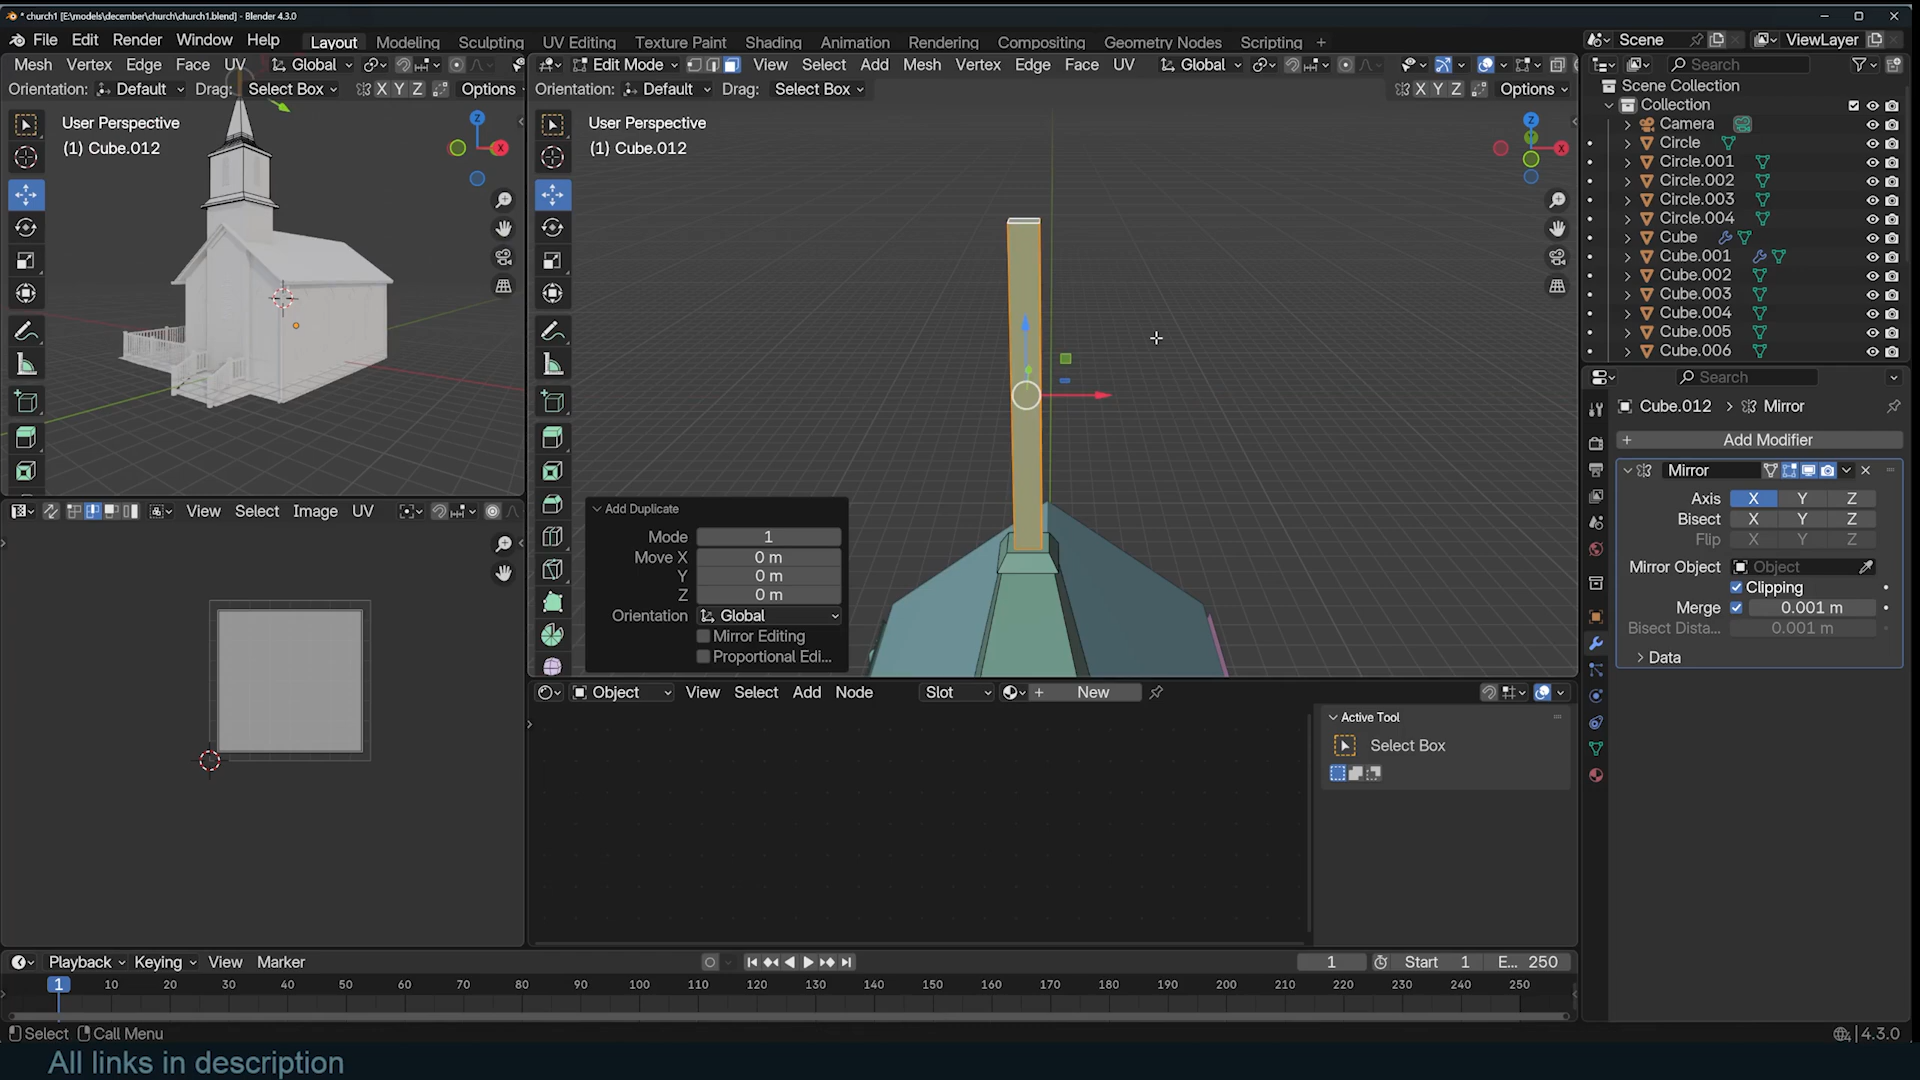 * church1 [E:\models\december\church\church1.blend] - Blender 4.3.0
File Edit Render Window Help Layout Modeling Sculpting UV Editing Texture Paint Shading Animation Rendering Compositing Geometry Nodes Scripting + Scene ViewLayer
Mesh Vertex Edge Face UV Global
Edit Mode View Select Add Mesh Vertex Edge Face UV Global
Search
Orientation: Default Drag: Select Box X Y Z Options
Orientation: Default Drag: Select Box X Y Z Options
Scene Collection
Collection
Camera
Circle
Circle.001
Circle.002
Circle.003
Circle.004
Cube
Cube.001
Cube.002
Cube.003
Cube.004
Cube.005
Cube.006
User Perspective
(1) Cube.012
Z
X
User Perspective
(1) Cube.012
Z
X
Search
Cube.012 > Mirror
+ Add Modifier
Mirror
Axis X Y Z
Bisect X Y Z
Flip X Y Z
Mirror Object Object
Clipping
Merge 0.001 m
Bisect Dista... 0.001 m
Data
Add Duplicate
Mode 1
Move X 0 m
Y 0 m
Z 0 m
Orientation Global
Mirror Editing
Proportional Edi...
View Select Image UV
Object View Select Add Node Slot + New
Active Tool
Select Box
Playback Keying View Marker 1 Start 1 E... 250
1 10 20 30 40 50 60 70 80 90 100 110 120 130 140 150 160 170 180 190 200 210 220 230 240 250
Select Call Menu 4.3.0
All links in description